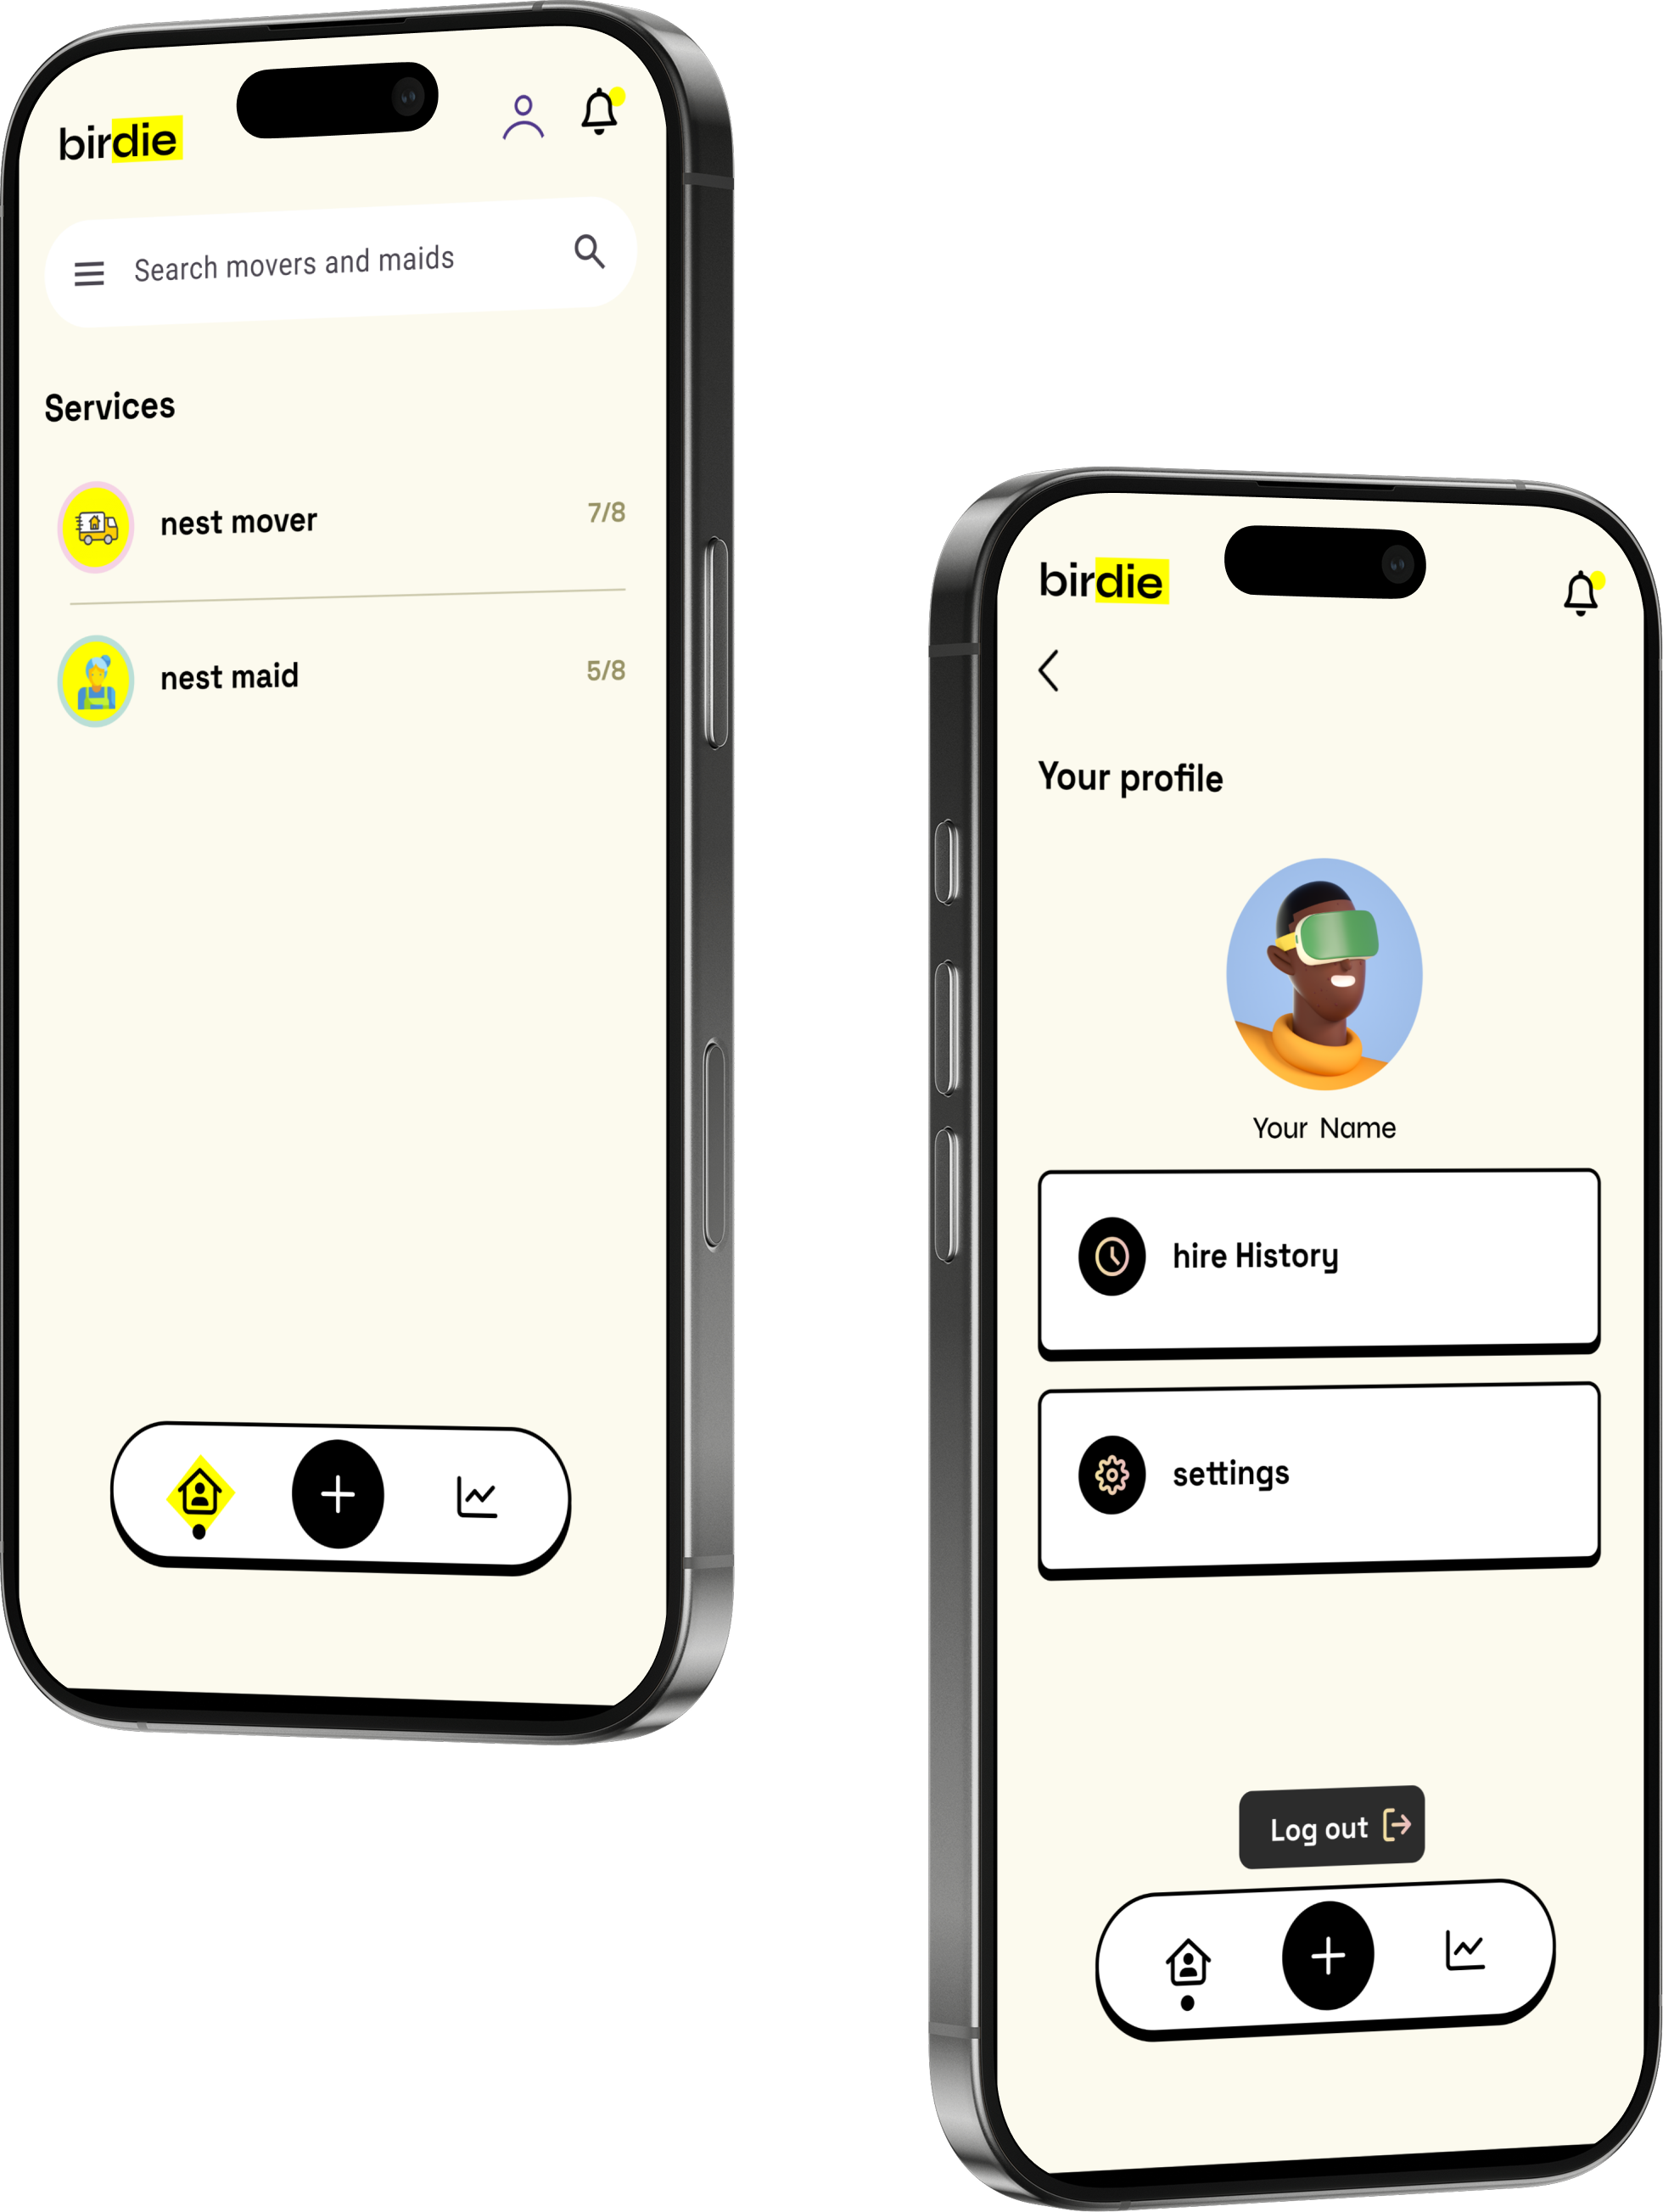 birdie
Search movers and maids
Services
nest mover 7/8
nest maid 5/8
birdie
Your profile
Your Name
hire History
settings
Log out